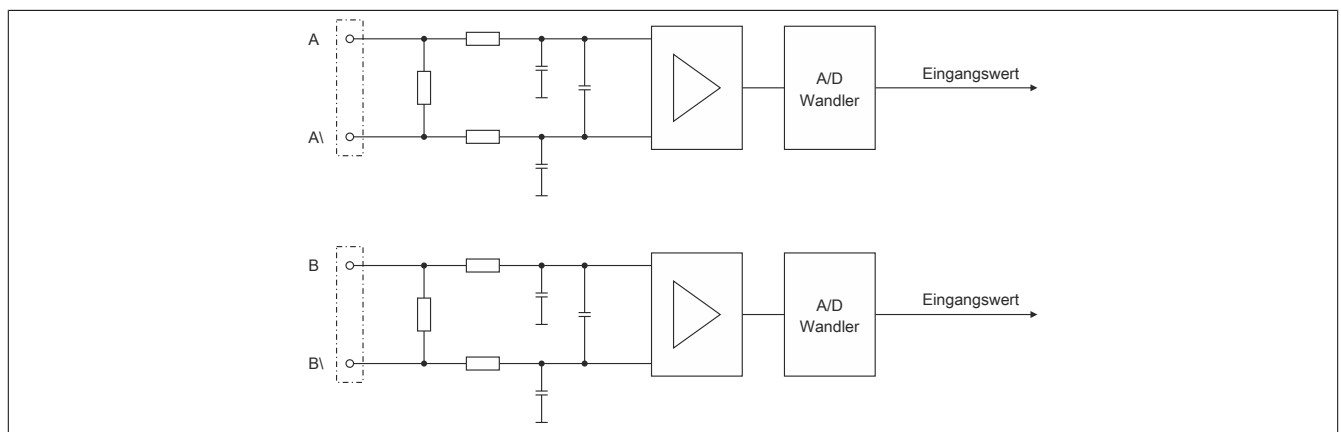 A
A\
A/D
Wandler
Eingangswert
B
B\
A/D
Wandler
Eingangswert